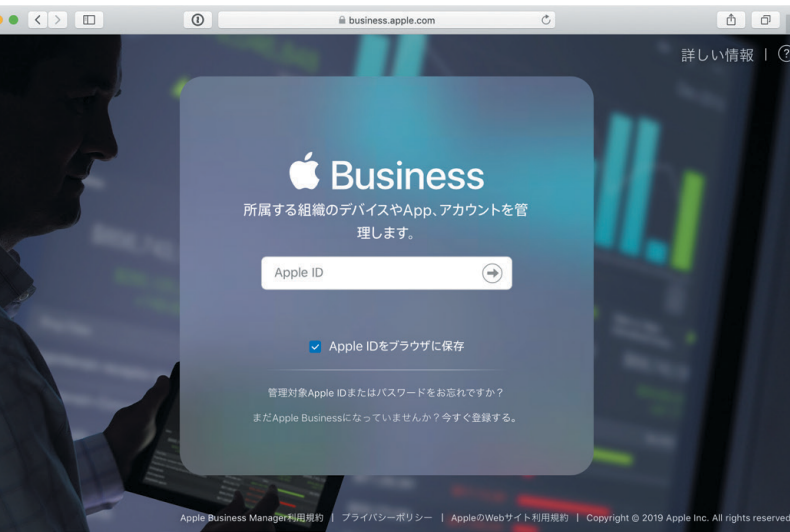 business.apple.com
詳しい情報 | ?
Business
所属する組織のデバイスやApp、アカウントを管
理します。
Apple ID
Apple IDをブラウザに保存
管理対象Apple IDまたはパスワードをお忘れですか？
まだApple Businessになっていませんか？今すぐ登録する。
Apple Business Manager利用規約 | プライバシーポリシー | AppleのWebサイト利用規約 | Copyright © 2019 Apple Inc. All rights reserved